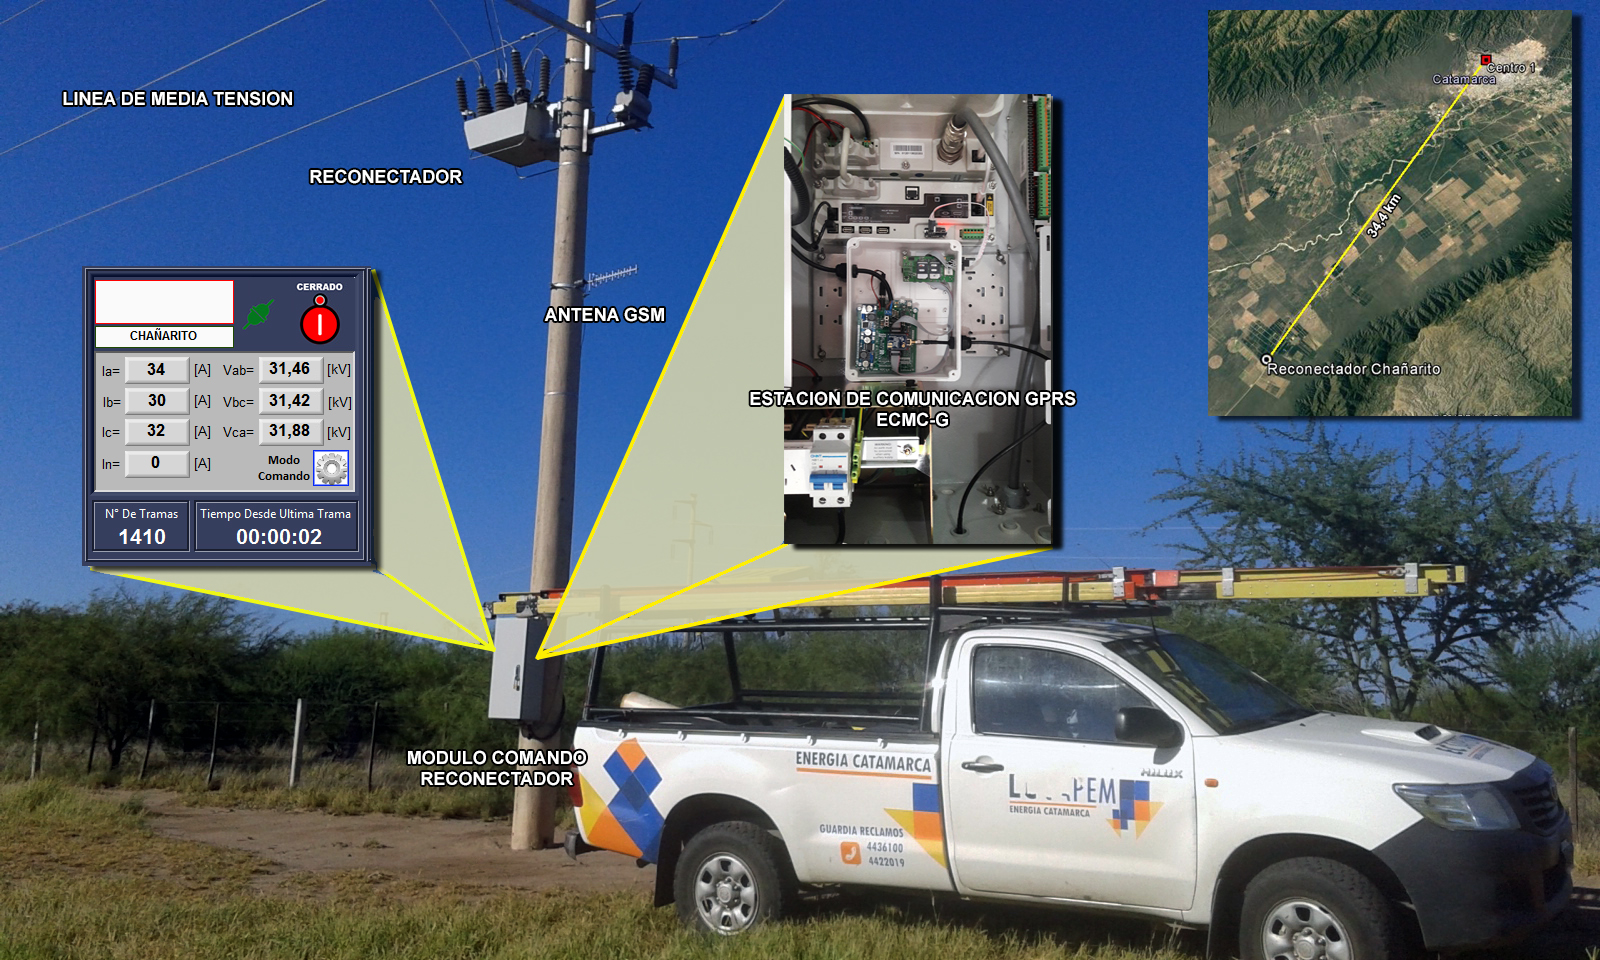 LINEA DE MEDIA TENSION
RECONECTADOR
ANTENA GSM
CERRADO
CHAÑARITO
Ia= 34 [A] Vab= 31,46 [kV]
Ib= 30 [A] Vbc= 31,42 [kV]
Ic= 32 [A] Vca= 31,88 [kV]
In= 0 [A]
Modo
Comando
N° De Tramas
1410
Tiempo Desde Ultima Trama
00:00:02
ESTACION DE COMUNICACION GPRS
ECMC-G
Centro 1
Catamarca
34,4 km
Reconectador Chañarito
MODULO COMANDO
RECONECTADOR
ENERGIA CATAMARCA
GUARDIA RECLAMOS
4436100
4422019
PEM
ENERGIA CATAMARCA
HILUX